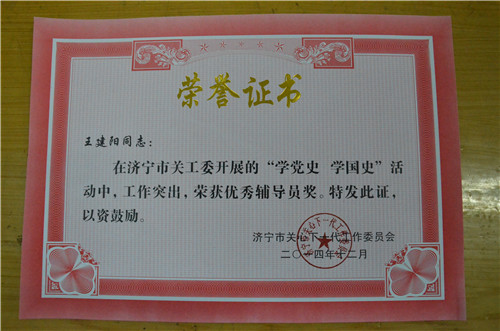 荣誉证书
王建阳同志：
在济宁市关工委开展的“学党史 学国史”活
动中，工作突出，荣获优秀辅导员奖。特发此证，
以资鼓励。
济宁市关心下一代工作委员会
二〇一四年十二月